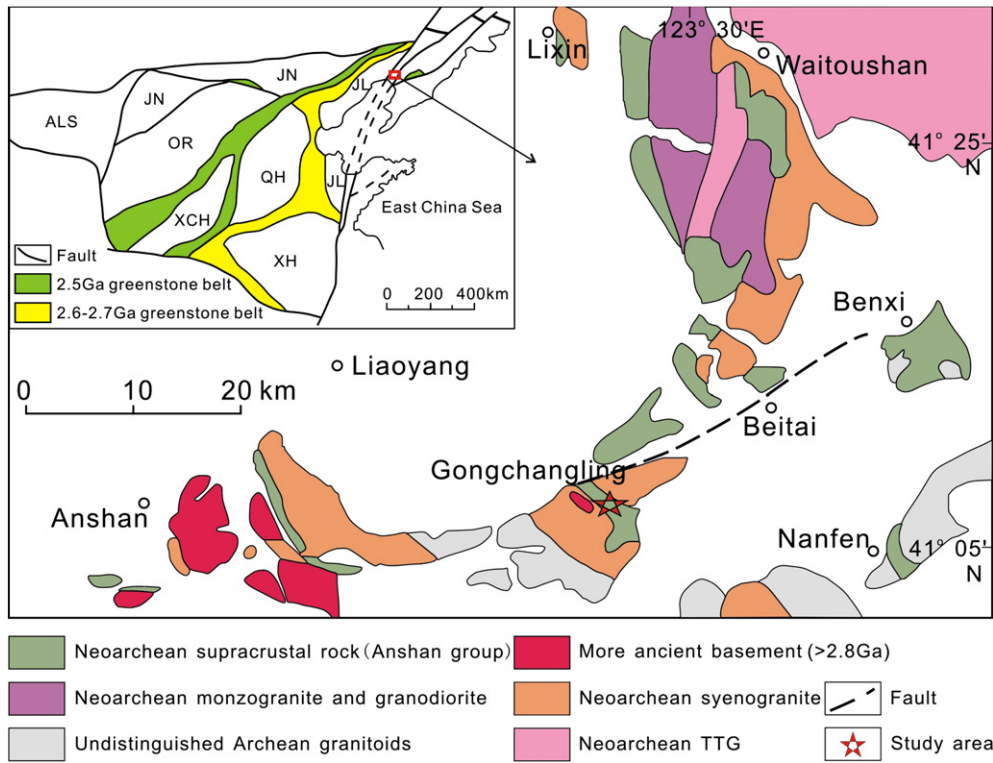 123° 30'E
Lixin
Waitoushan
41° 25'
N
JN
JN
JL
ALS
OR
QH
JL
XCH
East China Sea
XH
Fault
2.5Ga greenstone belt
2.6-2.7Ga greenstone belt
0 200 400km
Benxi
Liaoyang
0 20 km
Beitai
Gongchangling
Anshan
Nanfen
41° 05'
N
Neoarchean supracrustal rock(Anshan group)
More ancient basement(>2.8Ga)
Neoarchean monzogranite and granodiorite
Neoarchean syenogranite
Fault
Undistinguished Archean granitoids
Neoarchean TTG
Study area